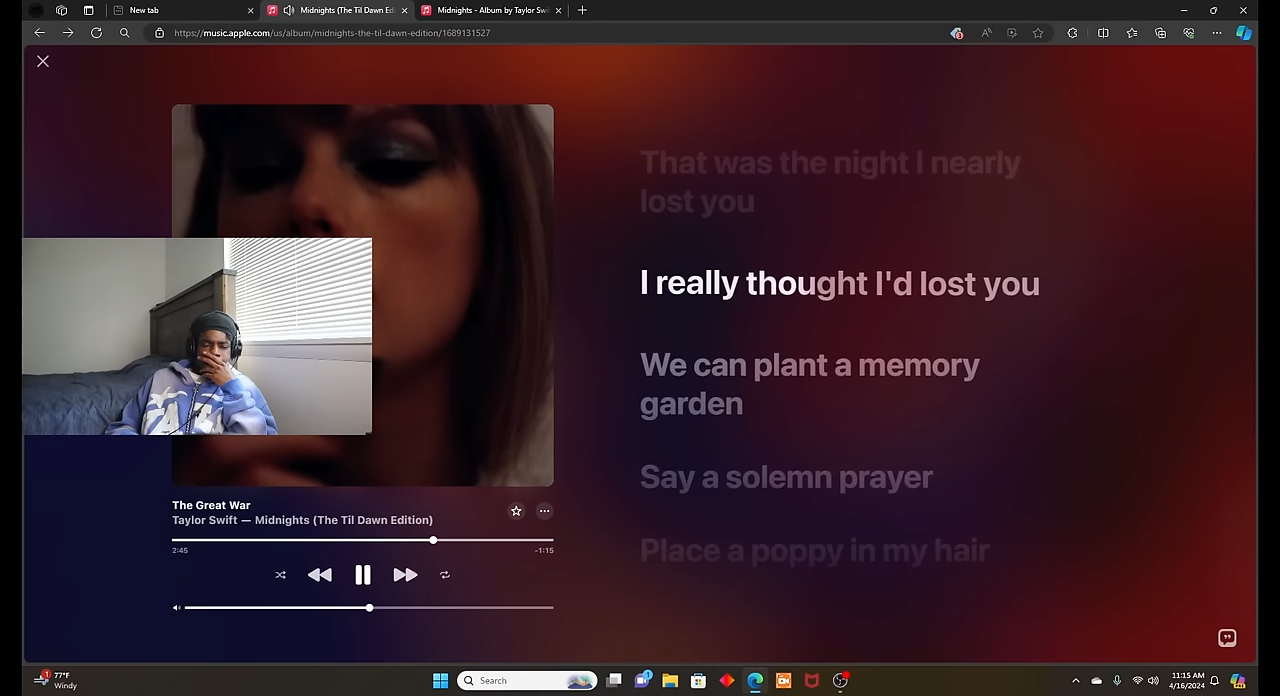 New tab
Midnights (The Til Dawn Ed
Midnights - Album by Taylor Swi
https://music.apple.com/us/album/midnights-the-til-dawn-edition/1689131527
That was the night I nearly
lost you
I really thought I'd lost you
We can plant a memory
garden
Say a solemn prayer
Place a poppy in my hair
The Great War
Taylor Swift — Midnights (The Til Dawn Edition)
2:45
-1:15
77°F
Windy
Search
11:15 AM
4/16/2024